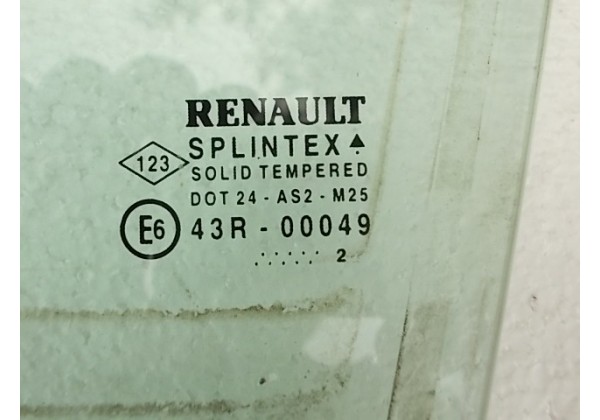 RENAULT
SPLINTEX
123
SOLID TEMPERED
DOT 24 - AS2 - M25
E6 43R - 00049
..:::.. 2